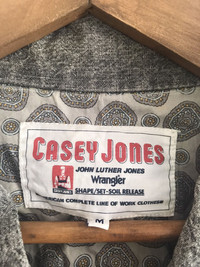 CASEY JONES
JOHN LUTHER JONES
Wrangler
SHAPE/SET-SOIL RELEASE
AMERICAN COMPLETE LINE OF WORK CLOTHES
M